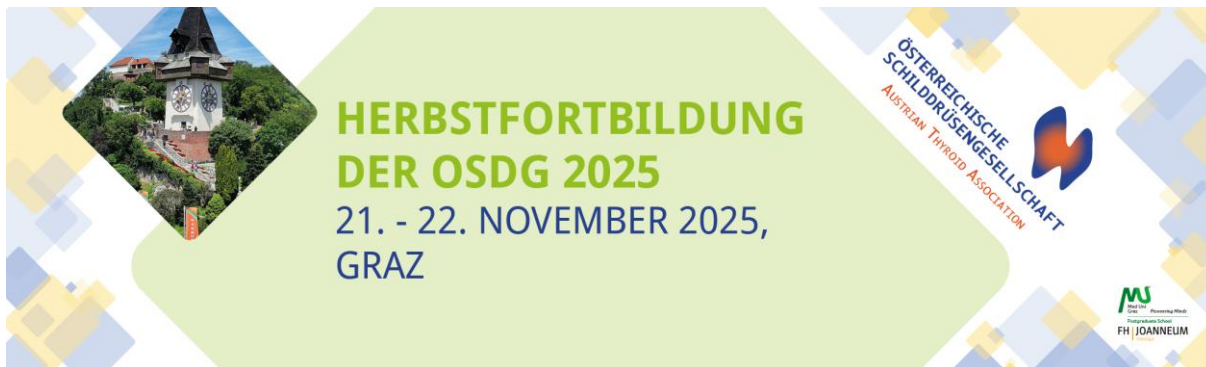 HERBSTFORTBILDUNG
DER OSDG 2025
21. - 22. NOVEMBER 2025,
GRAZ
ÖSTERREICHISCHE
SCHILDDRÜSENGESELLSCHAFT
AUSTRIAN THYROID ASSOCIATION
Med Uni
Graz Pioneering Minds
Postgraduate School
FH | JOANNEUM